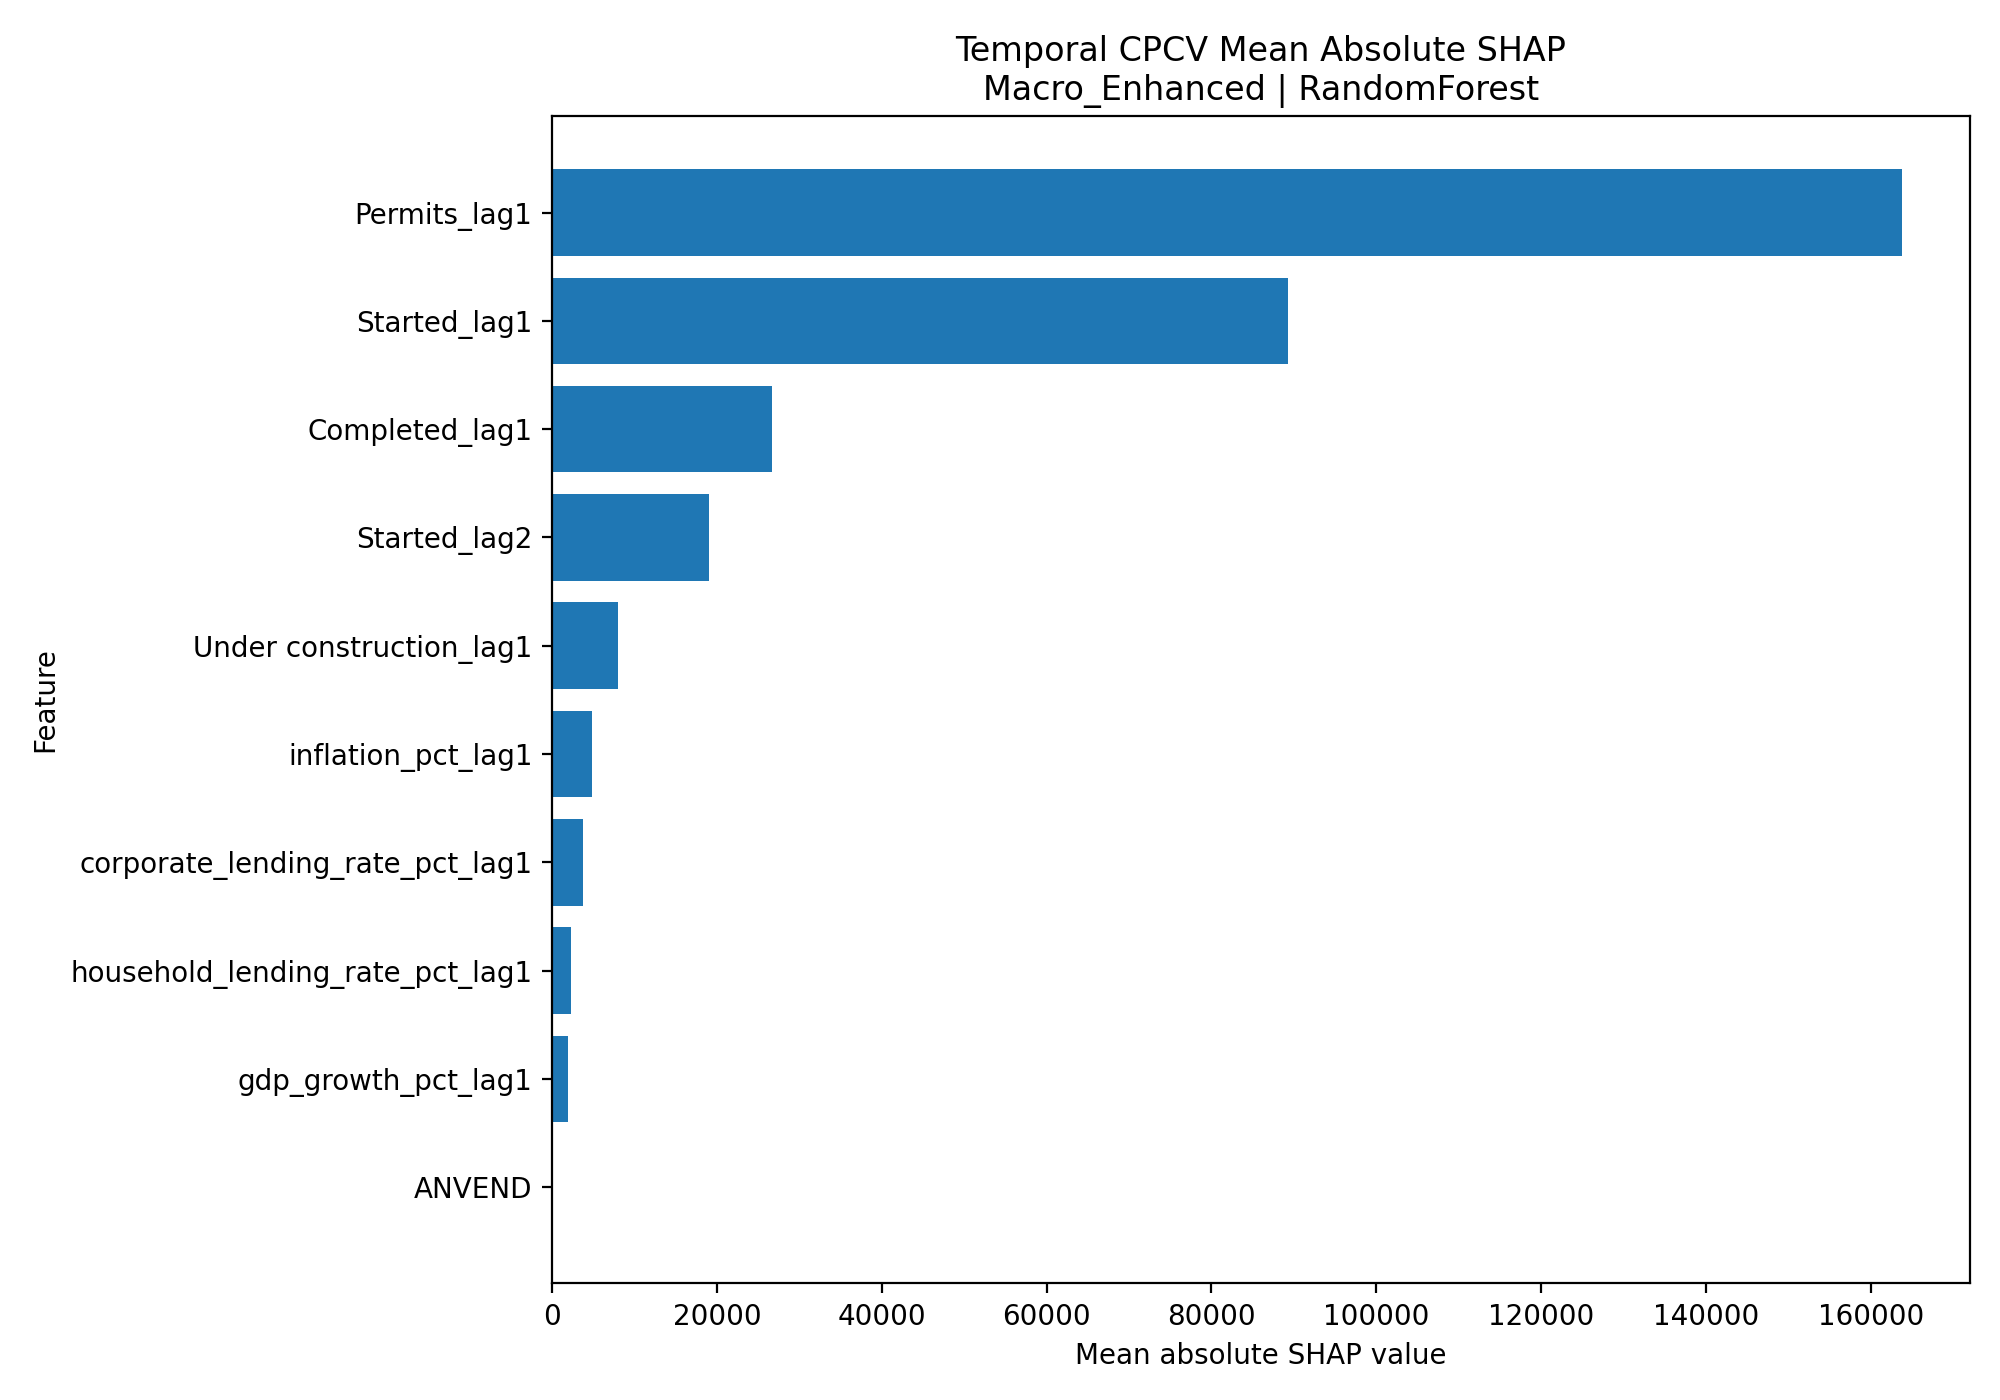 Temporal CPCV Mean Absolute SHAP
Macro_Enhanced | RandomForest
Feature
Permits_lag1
Started_lag1
Completed_lag1
Started_lag2
Under construction_lag1
inflation_pct_lag1
corporate_lending_rate_pct_lag1
household_lending_rate_pct_lag1
gdp_growth_pct_lag1
ANVEND
0 20000 40000 60000 80000 100000 120000 140000 160000
Mean absolute SHAP value